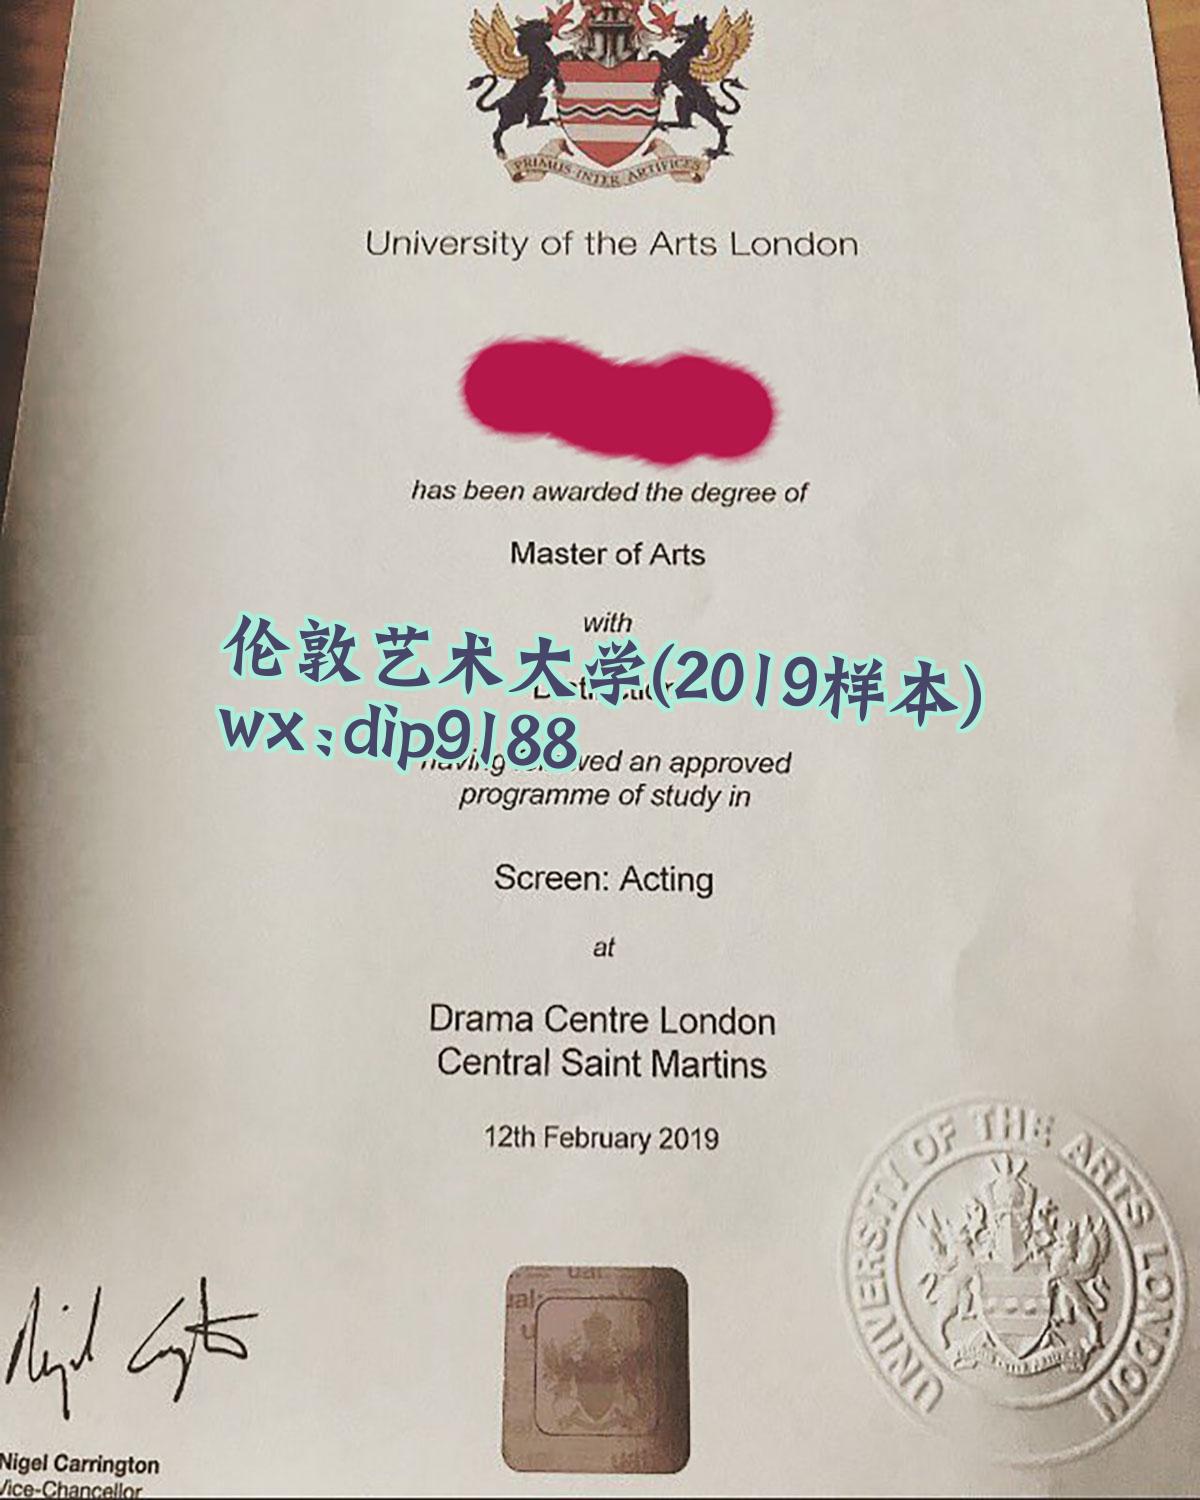 PRIMUS INTER ARTIFICES
University of the Arts London
has been awarded the degree of
Master of Arts
with
伦敦艺术大学(2019样本)
wx:dip9188
an approved
programme of study in
Screen: Acting
at
Drama Centre London
Central Saint Martins
12th February 2019
UNIVERSITY OF THE ARTS LONDON
ual:
Nigel Carrington
Vice-Chancellor